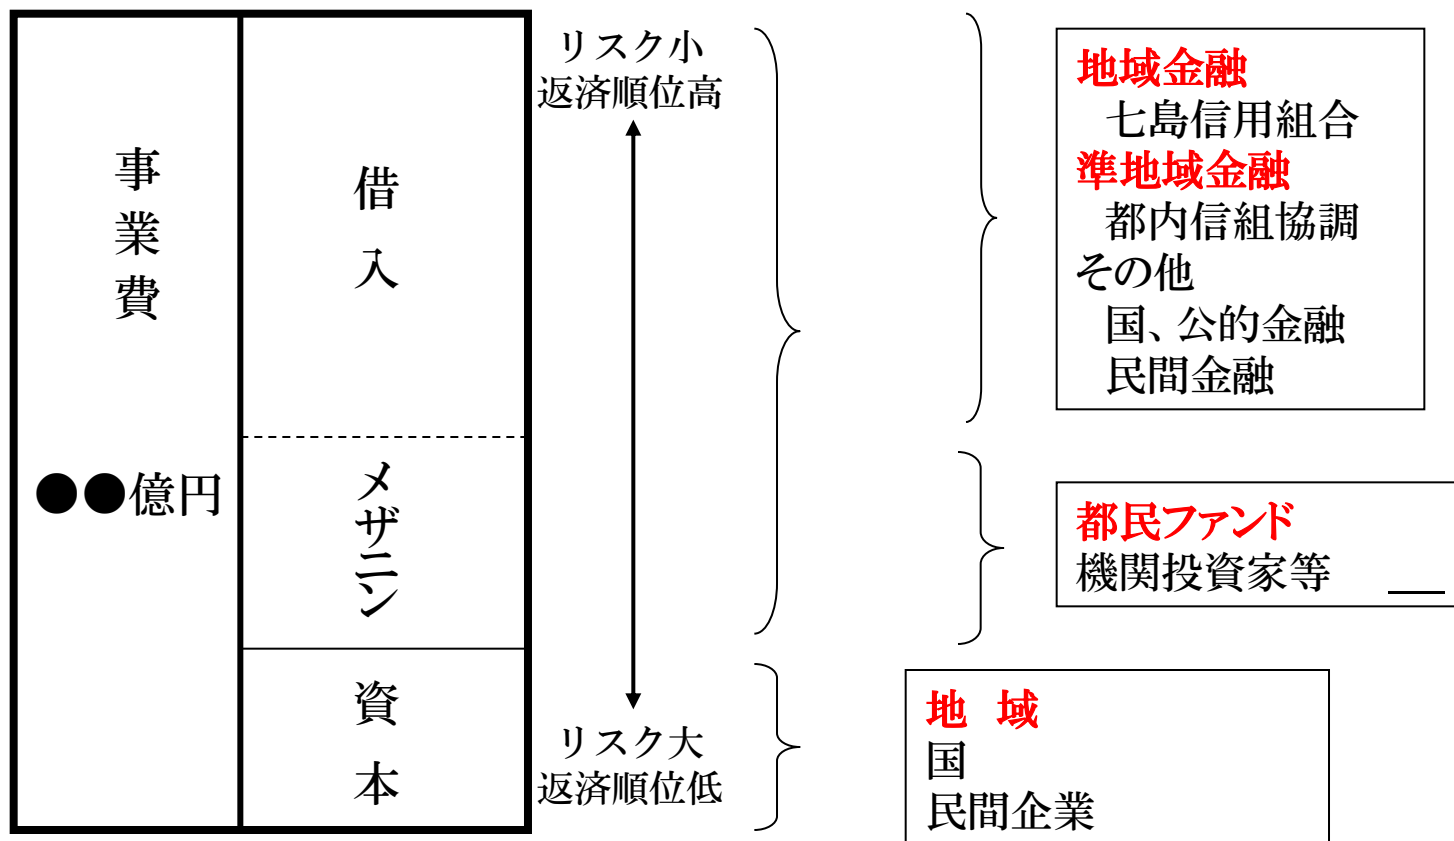 事業費
●●億円
借入
メザニン
資本
リスク小
返済順位高
リスク大
返済順位低
地域金融
七島信用組合
準地域金融
都内信組協調
その他
国、公的金融
民間金融
都民ファンド
機関投資家等
地 域
国
民間企業